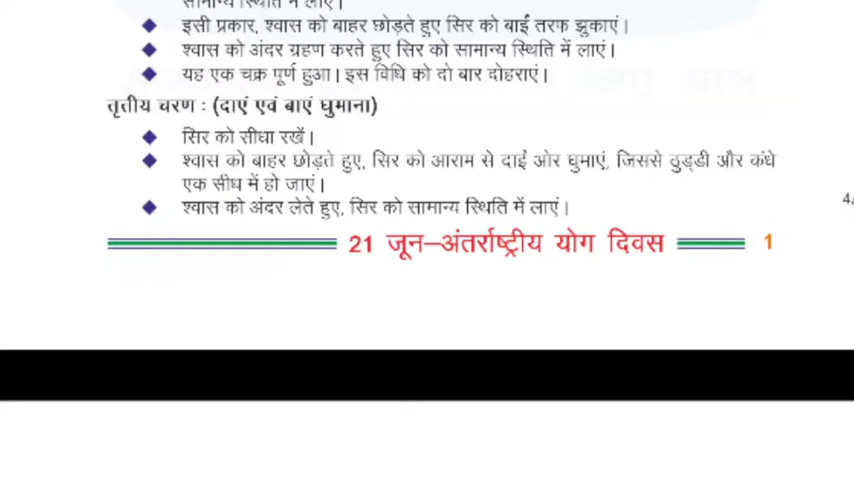 सामान्य स्थिति में लाएं।
◆ इसी प्रकार, श्वास को बाहर छोड़ते हुए सिर को बाईं तरफ झुकाएं।
◆ श्वास को अंदर ग्रहण करते हुए सिर को सामान्य स्थिति में लाएं।
◆ यह एक चक्र पूर्ण हुआ। इस विधि को दो बार दोहराएं।
तृतीय चरण : (दाएं एवं बाएं घुमाना)
◆ सिर को सीधा रखें।
◆ श्वास को बाहर छोड़ते हुए, सिर को आराम से दाईं ओर घुमाएं, जिससे ठुड्डी और कंधे
एक सीध में हो जाएं।
◆ श्वास को अंदर लेते हुए, सिर को सामान्य स्थिति में लाएं।
21 जून–अंतर्राष्ट्रीय योग दिवस 1